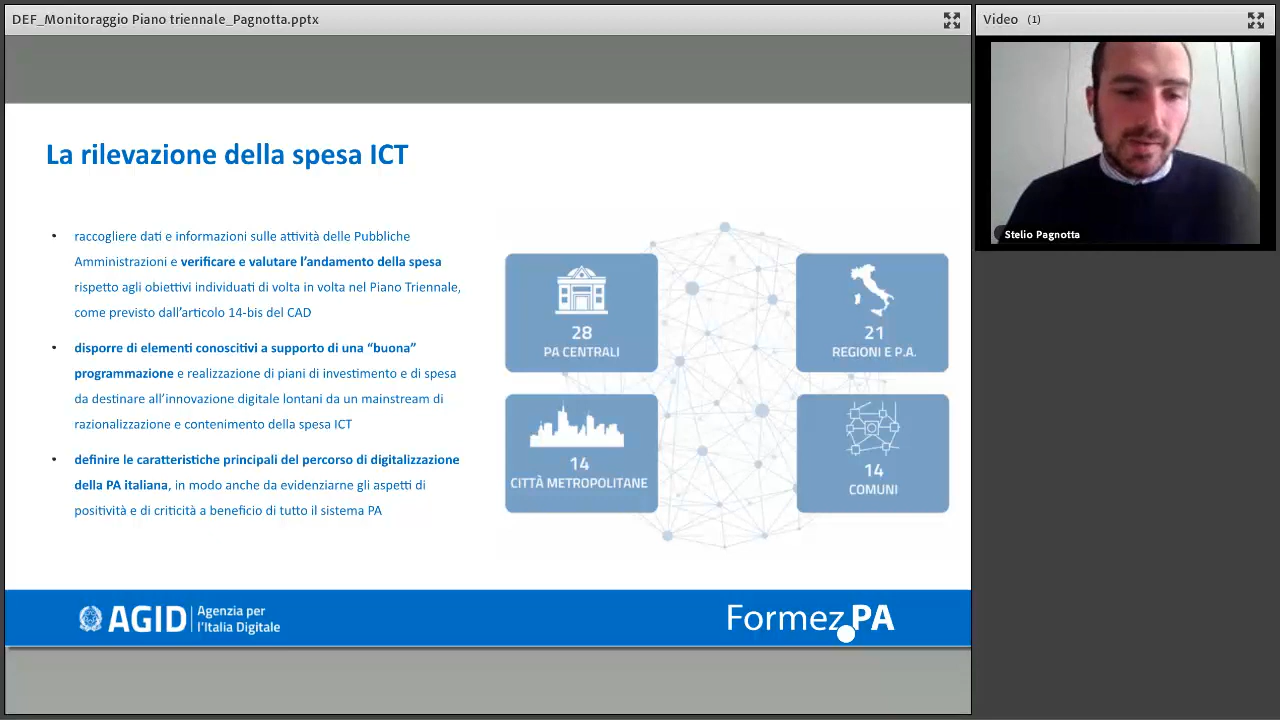 DEF_Monitoraggio Piano triennale_Pagnotta.pptx
Video (1)
Stelio Pagnotta
La rilevazione della spesa ICT
• raccogliere dati e informazioni sulle attività delle Pubbliche
Amministrazioni e verificare e valutare l'andamento della spesa
rispetto agli obiettivi individuati di volta in volta nel Piano Triennale,
come previsto dall'articolo 14-bis del CAD
• disporre di elementi conoscitivi a supporto di una “buona”
programmazione e realizzazione di piani di investimento e di spesa
da destinare all'innovazione digitale lontani da un mainstream di
razionalizzazione e contenimento della spesa ICT
• definire le caratteristiche principali del percorso di digitalizzazione
della PA italiana, in modo anche da evidenziarne gli aspetti di
positività e di criticità a beneficio di tutto il sistema PA
28
PA CENTRALI
21
REGIONI E P.A.
14
CITTÀ METROPOLITANE
14
COMUNI
AGID
Agenzia per
l'Italia Digitale
Formez PA